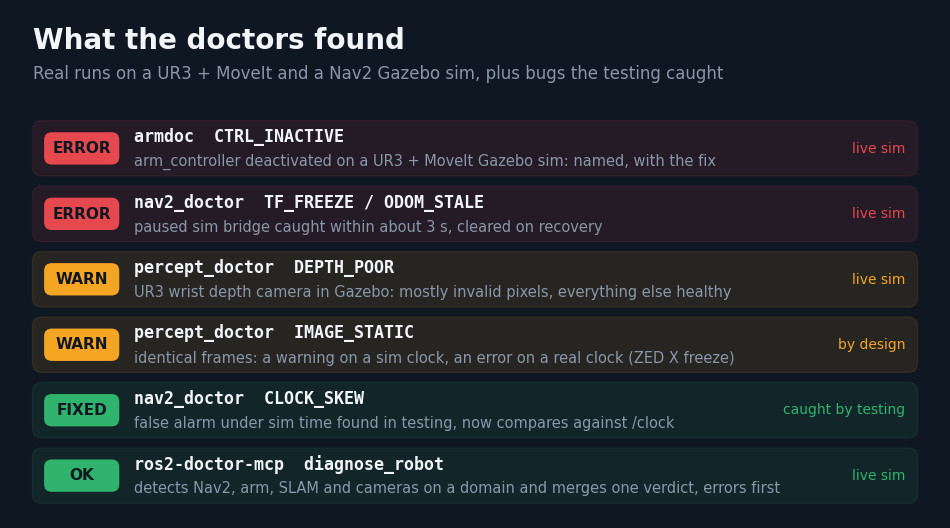 What the doctors found
Real runs on a UR3 + MoveIt and a Nav2 Gazebo sim, plus bugs the testing caught
ERROR
armdoc CTRL_INACTIVE
arm_controller deactivated on a UR3 + MoveIt Gazebo sim: named, with the fix
live sim
ERROR
nav2_doctor TF_FREEZE / ODOM_STALE
paused sim bridge caught within about 3 s, cleared on recovery
live sim
WARN
percept_doctor DEPTH_POOR
UR3 wrist depth camera in Gazebo: mostly invalid pixels, everything else healthy
live sim
WARN
percept_doctor IMAGE_STATIC
identical frames: a warning on a sim clock, an error on a real clock (ZED X freeze)
by design
FIXED
nav2_doctor CLOCK_SKEW
false alarm under sim time found in testing, now compares against /clock
caught by testing
OK
ros2-doctor-mcp diagnose_robot
detects Nav2, arm, SLAM and cameras on a domain and merges one verdict, errors first
live sim